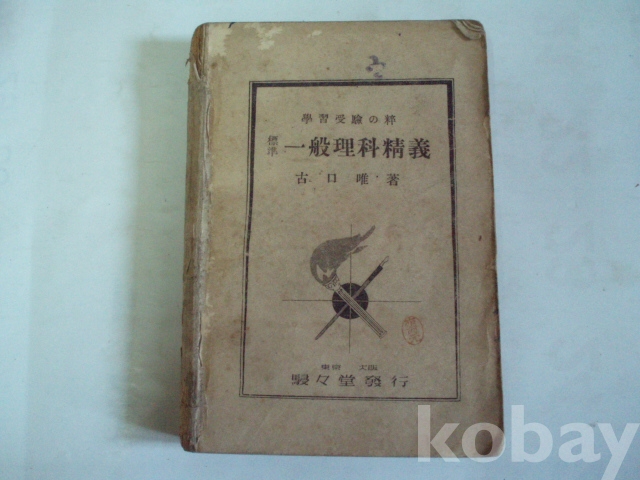 學習受驗の粹
標準 一般理科精義
古口 唯 著
東京 大阪
駸々堂發行
kobay